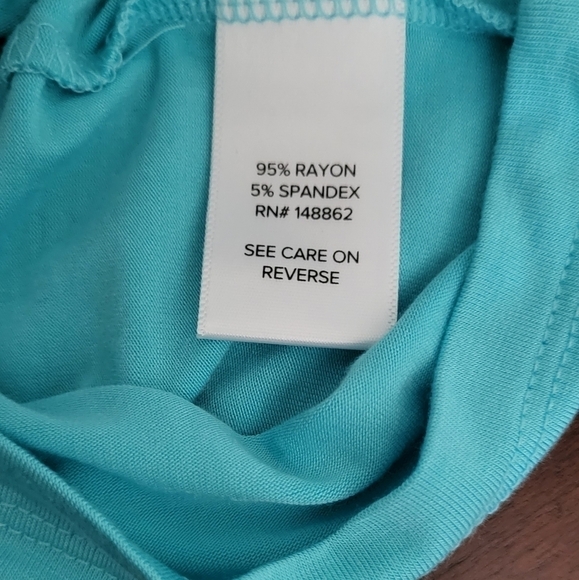 95% RAYON
5% SPANDEX
RN# 148862
SEE CARE ON
REVERSE